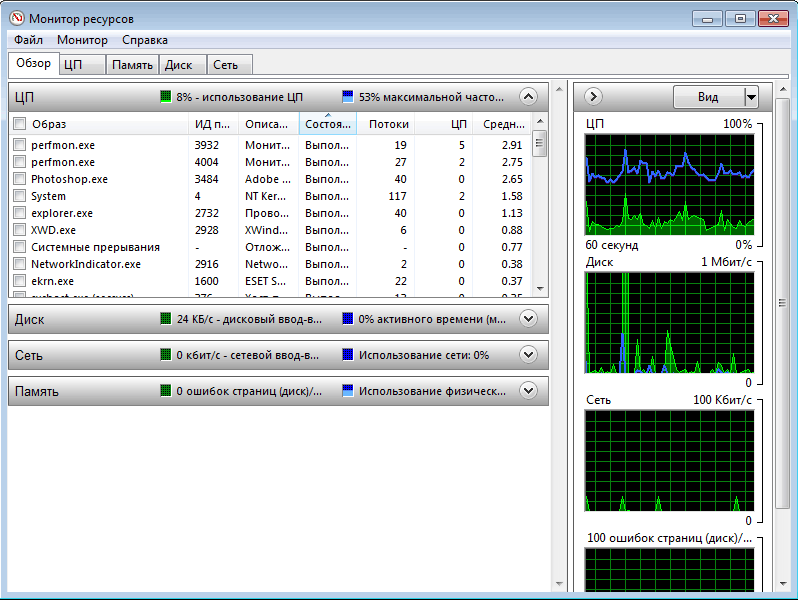 Монитор ресурсов
Файл Монитор Справка
Обзор ЦП Память Диск Сеть
ЦП 8% - использование ЦП 53% максимальной часто...
Образ ИД п... Описа... Состоя... Потоки ЦП Средн...
perfmon.exe 3932 Монит... Выпол... 19 5 2.91
perfmon.exe 4004 Монит... Выпол... 27 2 2.75
Photoshop.exe 3484 Adobe ... Выпол... 40 0 2.65
System 4 NT Ker... Выпол... 117 2 1.58
explorer.exe 2732 Прово... Выпол... 40 0 1.13
XWD.exe 2928 XWind... Выпол... 6 0 0.88
Системные прерывания - Отлож... Выпол... - 0 0.77
NetworkIndicator.exe 2916 Netwo... Выпол... 2 0 0.38
ekrn.exe 1600 ESET S... Выпол... 22 0 0.37
Диск 24 КБ/с - дисковый ввод-в... 0% активного времени (м...
Сеть 0 кбит/с - сетевой ввод-в... Использование сети: 0%
Память 0 ошибок страниц (диск)/... Использование физическ...
Вид
ЦП 100%
60 секунд 0%
Диск 1 Мбит/с
0
Сеть 100 Кбит/с
0
100 ошибок страниц (диск)/...